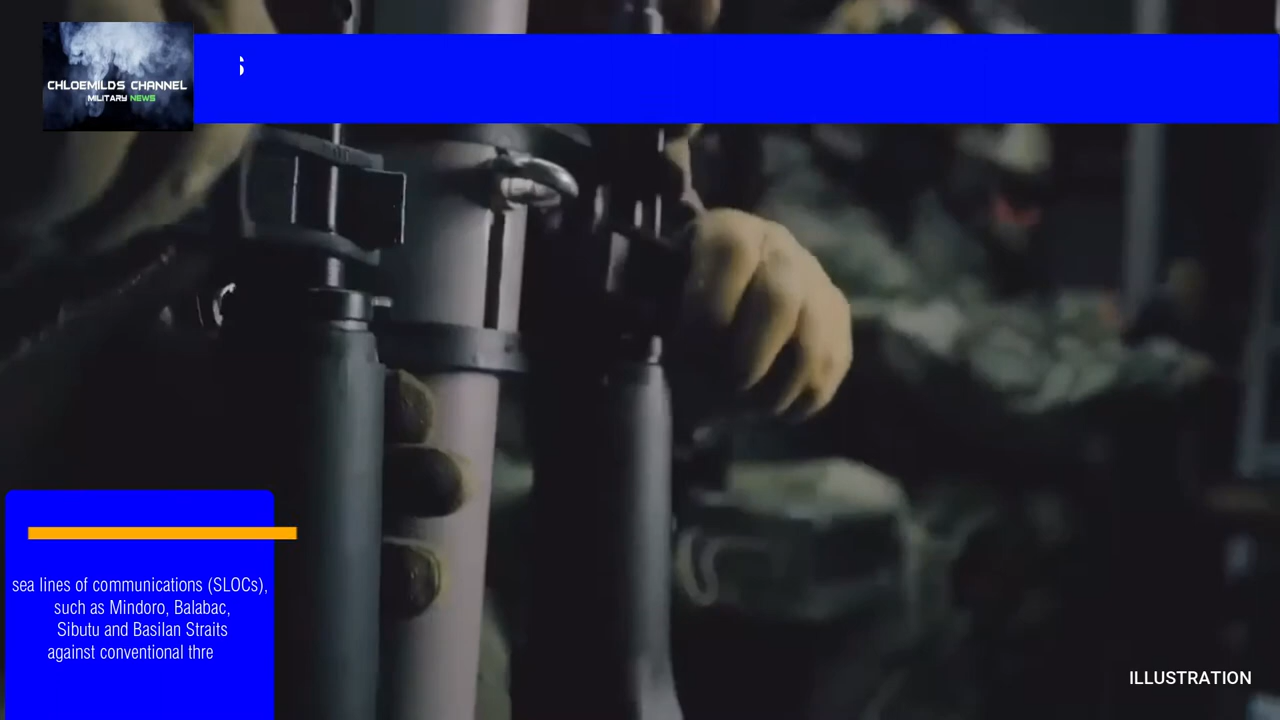 CHLOEMILDS CHANNEL
MILITARY NEWS
sea lines of communications (SLOCs),
such as Mindoro, Balabac,
Sibutu and Basilan Straits
against conventional thre
ILLUSTRATION